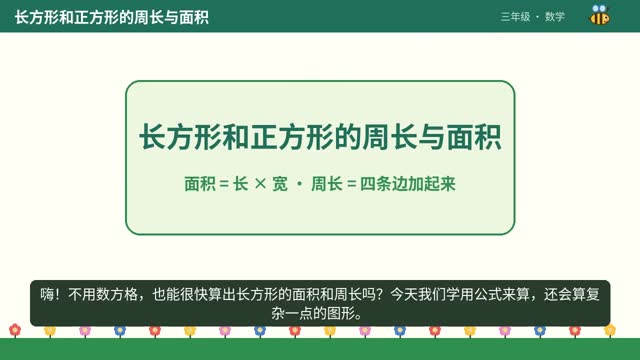 长方形和正方形的周长与面积
三年级 • 数学
长方形和正方形的周长与面积
面积 = 长 × 宽 • 周长 = 四条边加起来
嗨！不用数方格，也能很快算出长方形的面积和周长吗？今天我们学用公式来算，还会算复
杂一点的图形。